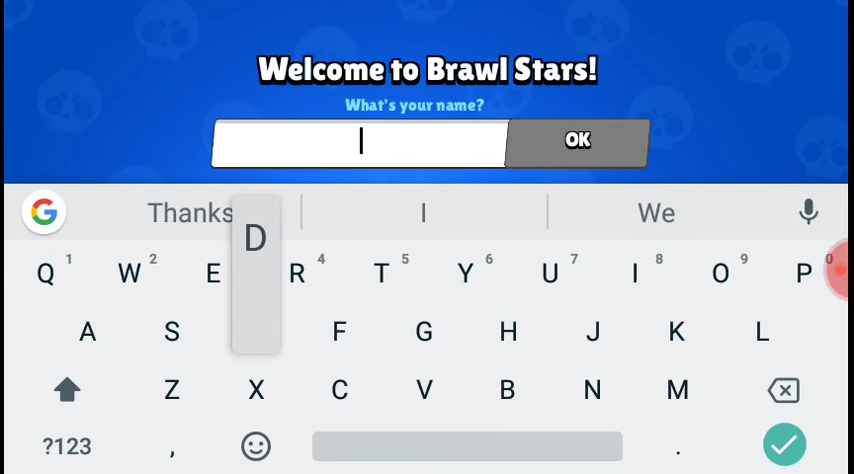 Welcome to Brawl Stars!
What's your name?
OK
Thanks I We
D
Q 1 W 2 E R 4 T 5 Y 6 U 7 I 8 O 9 P 0
A S F G H J K L
Z X C V B N M
?123 , .